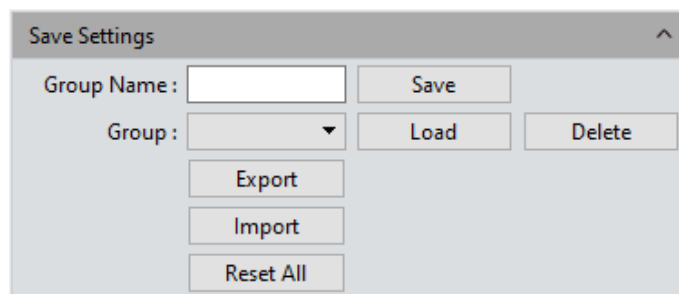 Save Settings
Group Name : Save
Group : Load Delete
Export
Import
Reset All